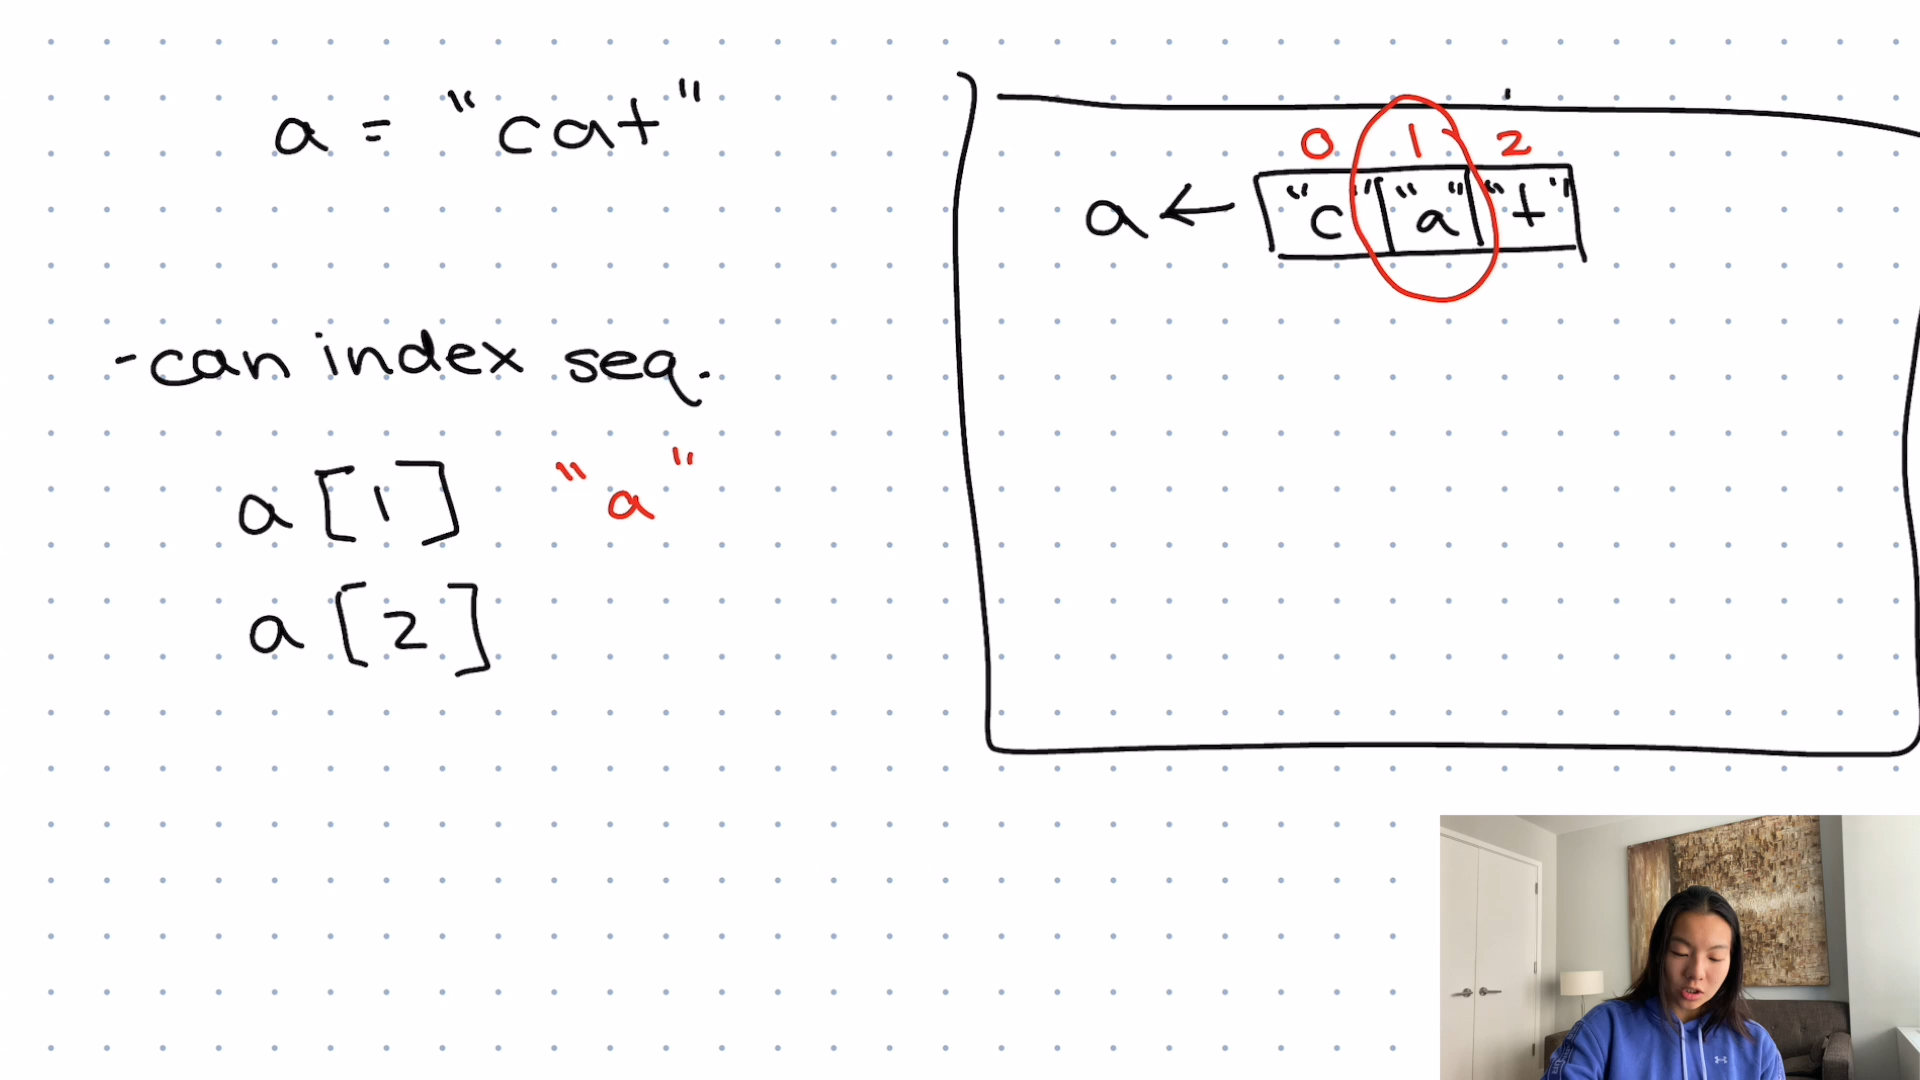 a = "cat"
-can index seq.
a [1] "a"
a [2]
0 1 2
a ← "c" "a" "t"